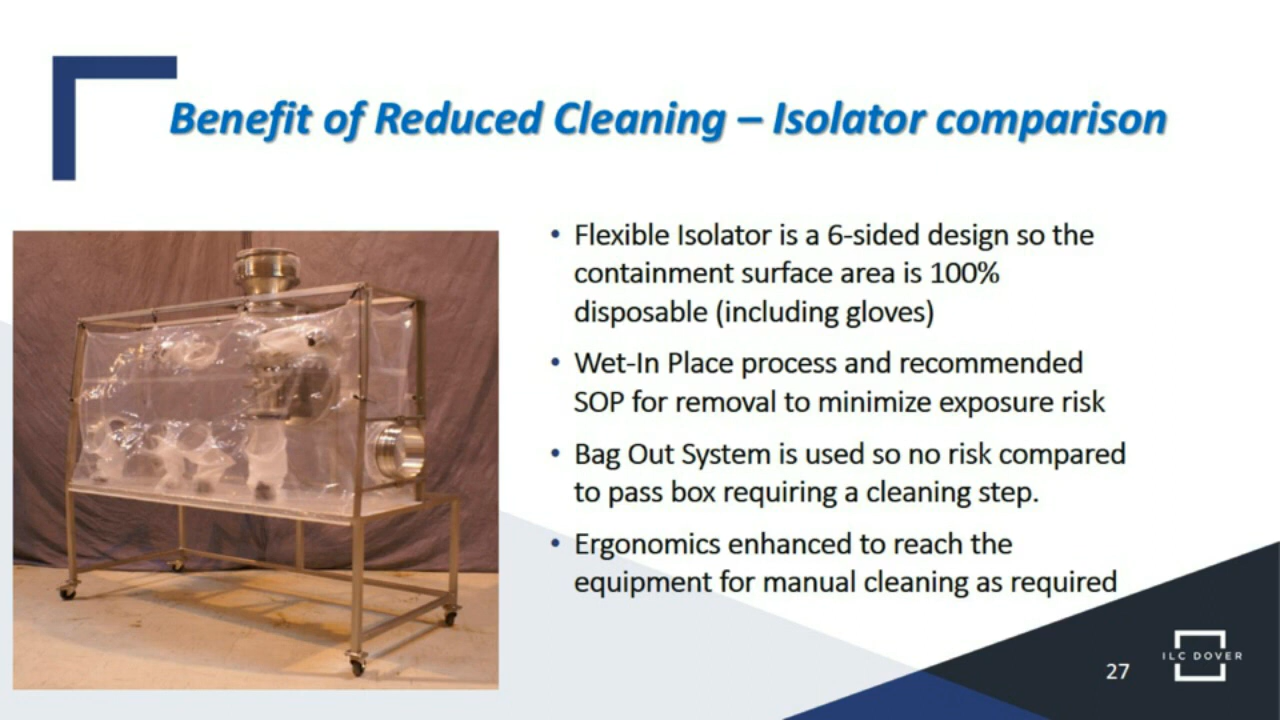 Benefit of Reduced Cleaning – Isolator comparison
• Flexible Isolator is a 6-sided design so the
containment surface area is 100%
disposable (including gloves)
• Wet-In Place process and recommended
SOP for removal to minimize exposure risk
• Bag Out System is used so no risk compared
to pass box requiring a cleaning step.
• Ergonomics enhanced to reach the
equipment for manual cleaning as required
27
ILC DOVER